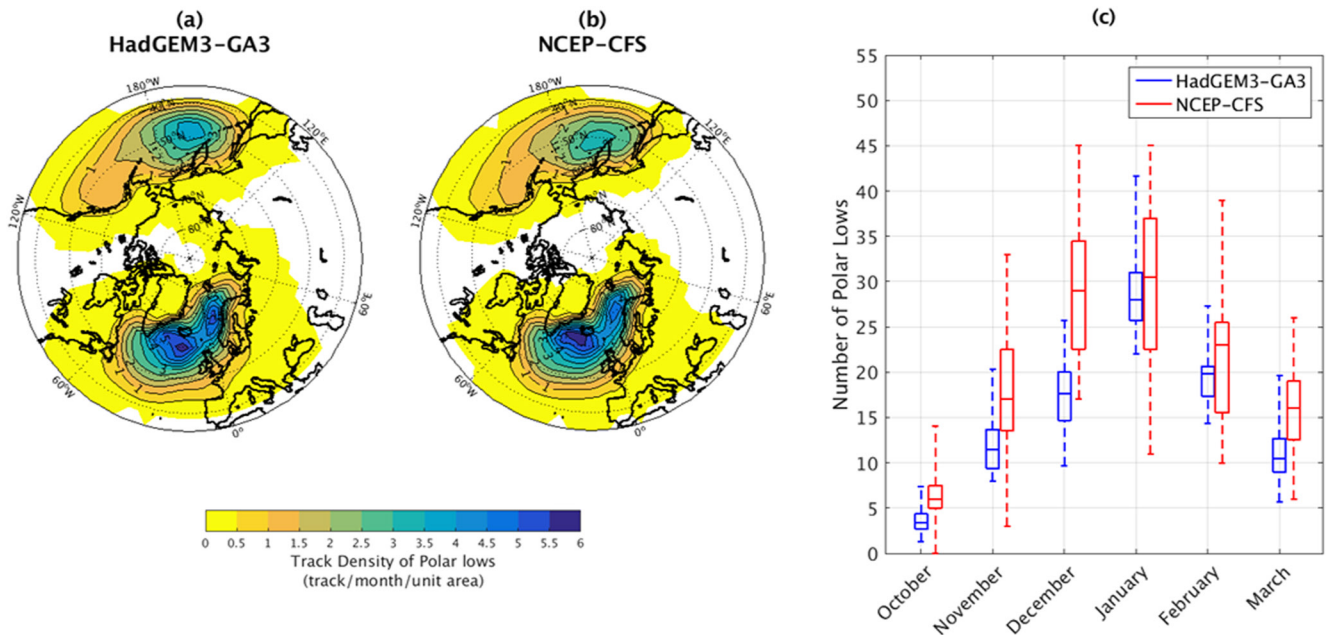 (a)
HadGEM3-GA3
(b)
NCEP-CFS
(c)
180°W
120°E
120°W
80°N
60°E
60°W
0°
180°W
120°E
120°W
80°N
60°E
60°W
0°
0 0.5 1 1.5 2 2.5 3 3.5 4 4.5 5 5.5 6
Track Density of Polar lows
(track/month/unit area)
HadGEM3-GA3
NCEP-CFS
Number of Polar Lows
55
50
45
40
35
30
25
20
15
10
5
0
October
November
December
January
February
March